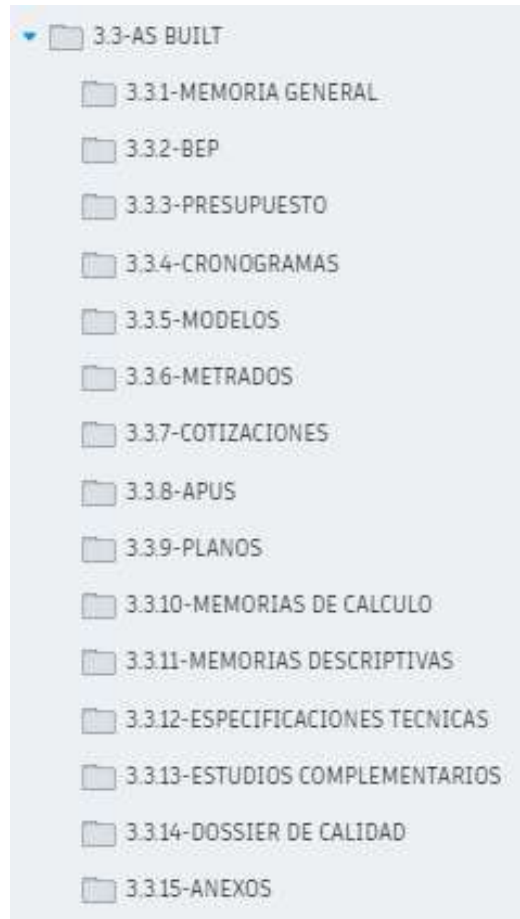 3.3-AS BUILT
3.3.1-MEMORIA GENERAL
3.3.2-BEP
3.3.3-PRESUPUESTO
3.3.4-CRONOGRAMAS
3.3.5-MODELOS
3.3.6-METRADOS
3.3.7-COTIZACIONES
3.3.8-APUS
3.3.9-PLANOS
3.3.10-MEMORIAS DE CALCULO
3.3.11-MEMORIAS DESCRIPTIVAS
3.3.12-ESPECIFICACIONES TECNICAS
3.3.13-ESTUDIOS COMPLEMENTARIOS
3.3.14-DOSSIER DE CALIDAD
3.3.15-ANEXOS